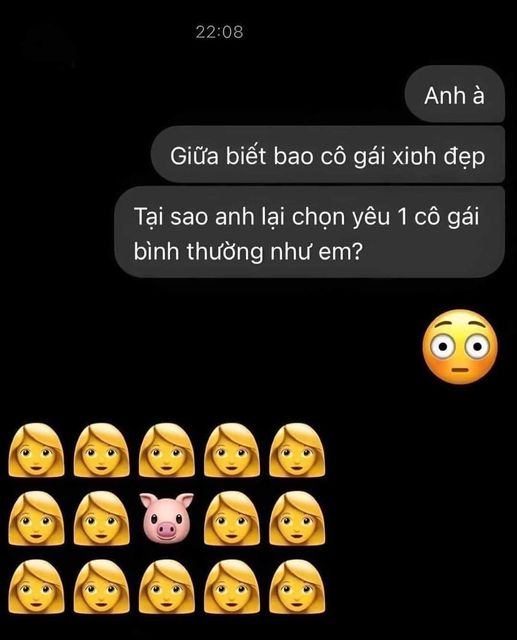 22:08
Anh à
Giữa biết bao cô gái xinh đẹp
Tại sao anh lại chọn yêu 1 cô gái
bình thường như em?